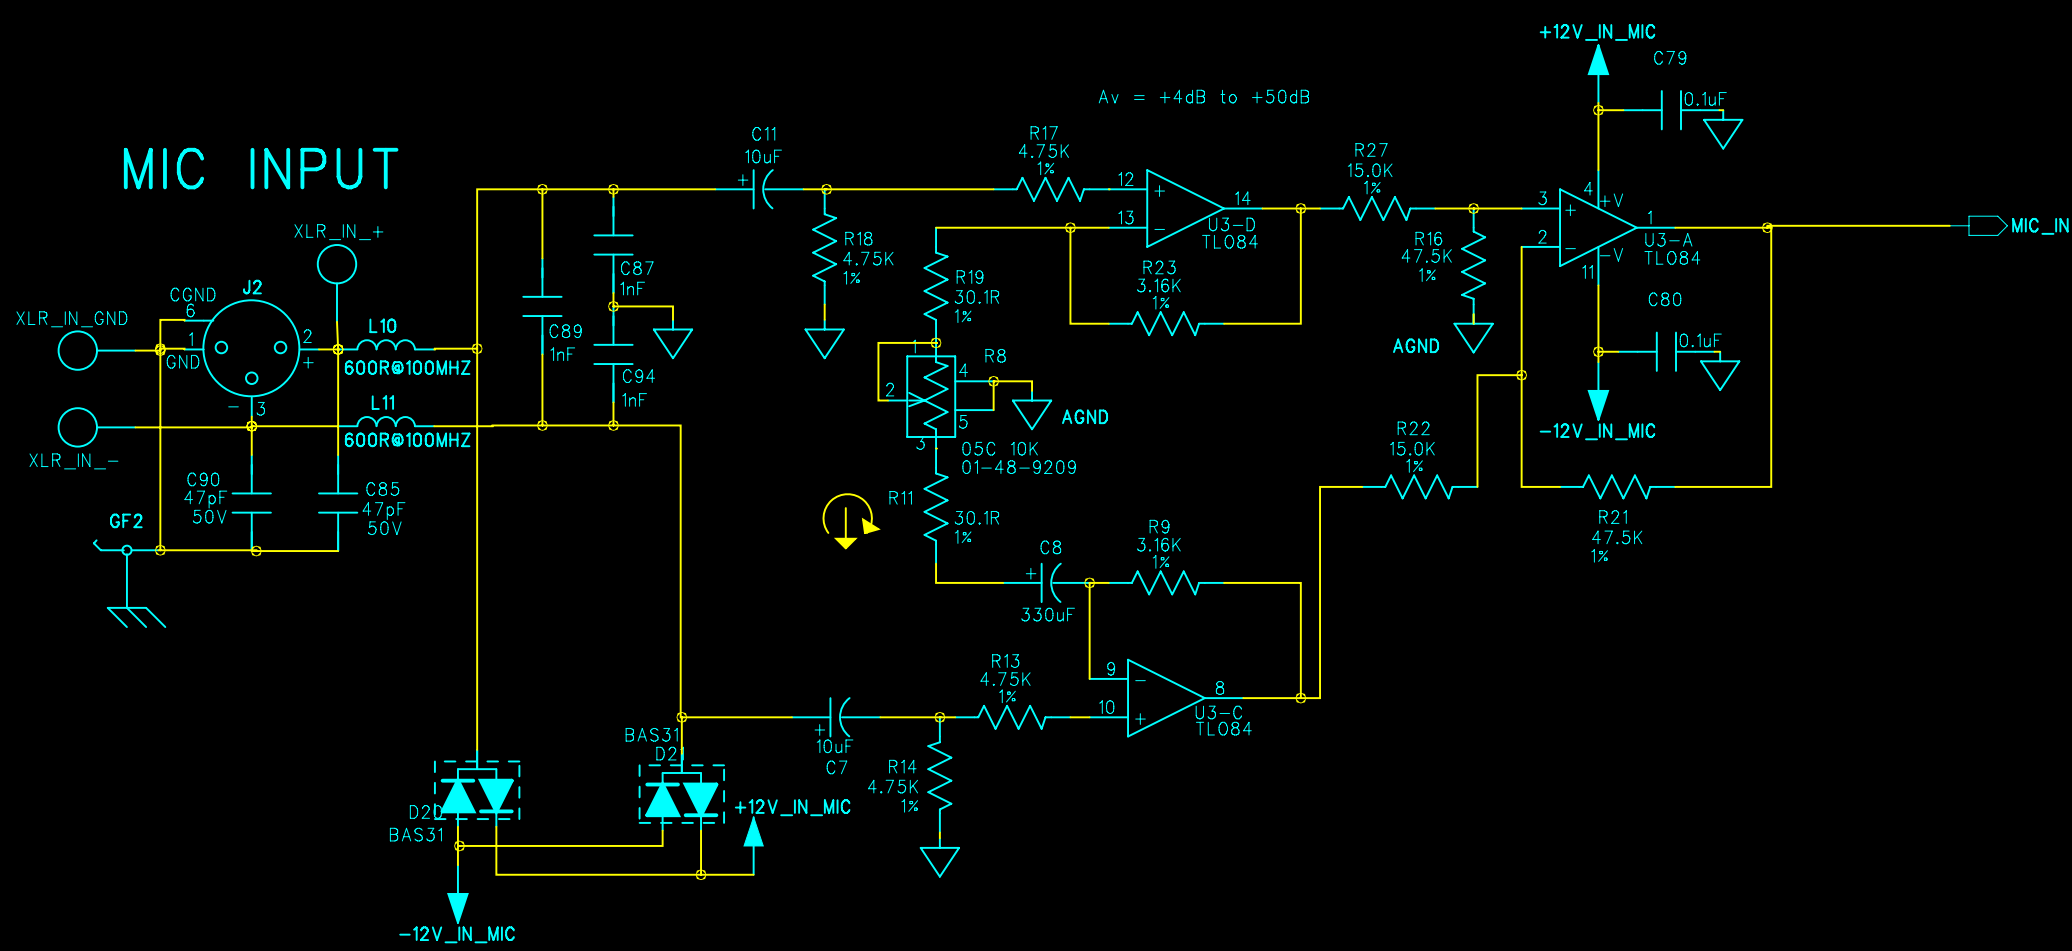 +12V_IN_MIC
C79
0.1uF
Av = +4dB to +50dB
MIC INPUT
C11
10uF
+
R17
4.75K
1%
12
+
13
-
14
U3-D
TL084
R27
15.0K
1%
4
+V
3
+
2
-
1
U3-A
TL084
-V
11
MIC_IN
XLR_IN_+
R18
4.75K
1%
R16
47.5K
1%
C87
1nF
R19
30.1R
1%
R23
3.16K
1%
C80
0.1uF
CGND
6
J2
XLR_IN_GND
1
GND
2
+
L10
600R@100MHZ
C89
1nF
C94
1nF
AGND
1
R8
4
2
5
3
AGND
05C 10K
01-48-9209
-
3
L11
600R@100MHZ
XLR_IN_-
-12V_IN_MIC
R22
15.0K
1%
C90
47pF
50V
C85
47pF
50V
GF2
R11
30.1R
1%
R21
47.5K
1%
C8
+
330uF
R9
3.16K
1%
9
-
10
+
8
U3-C
TL084
R13
4.75K
1%
BAS31
D21
+
10uF
C7
R14
4.75K
1%
D20
BAS31
+12V_IN_MIC
-12V_IN_MIC